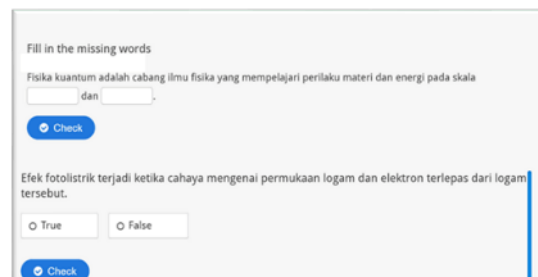 Fill in the missing words
Fisika kuantum adalah cabang ilmu fisika yang mempelajari perilaku materi dan energi pada skala
dan .
Check
Efek fotolistrik terjadi ketika cahaya mengenai permukaan logam dan elektron terlepas dari logam
tersebut.
True False
Check